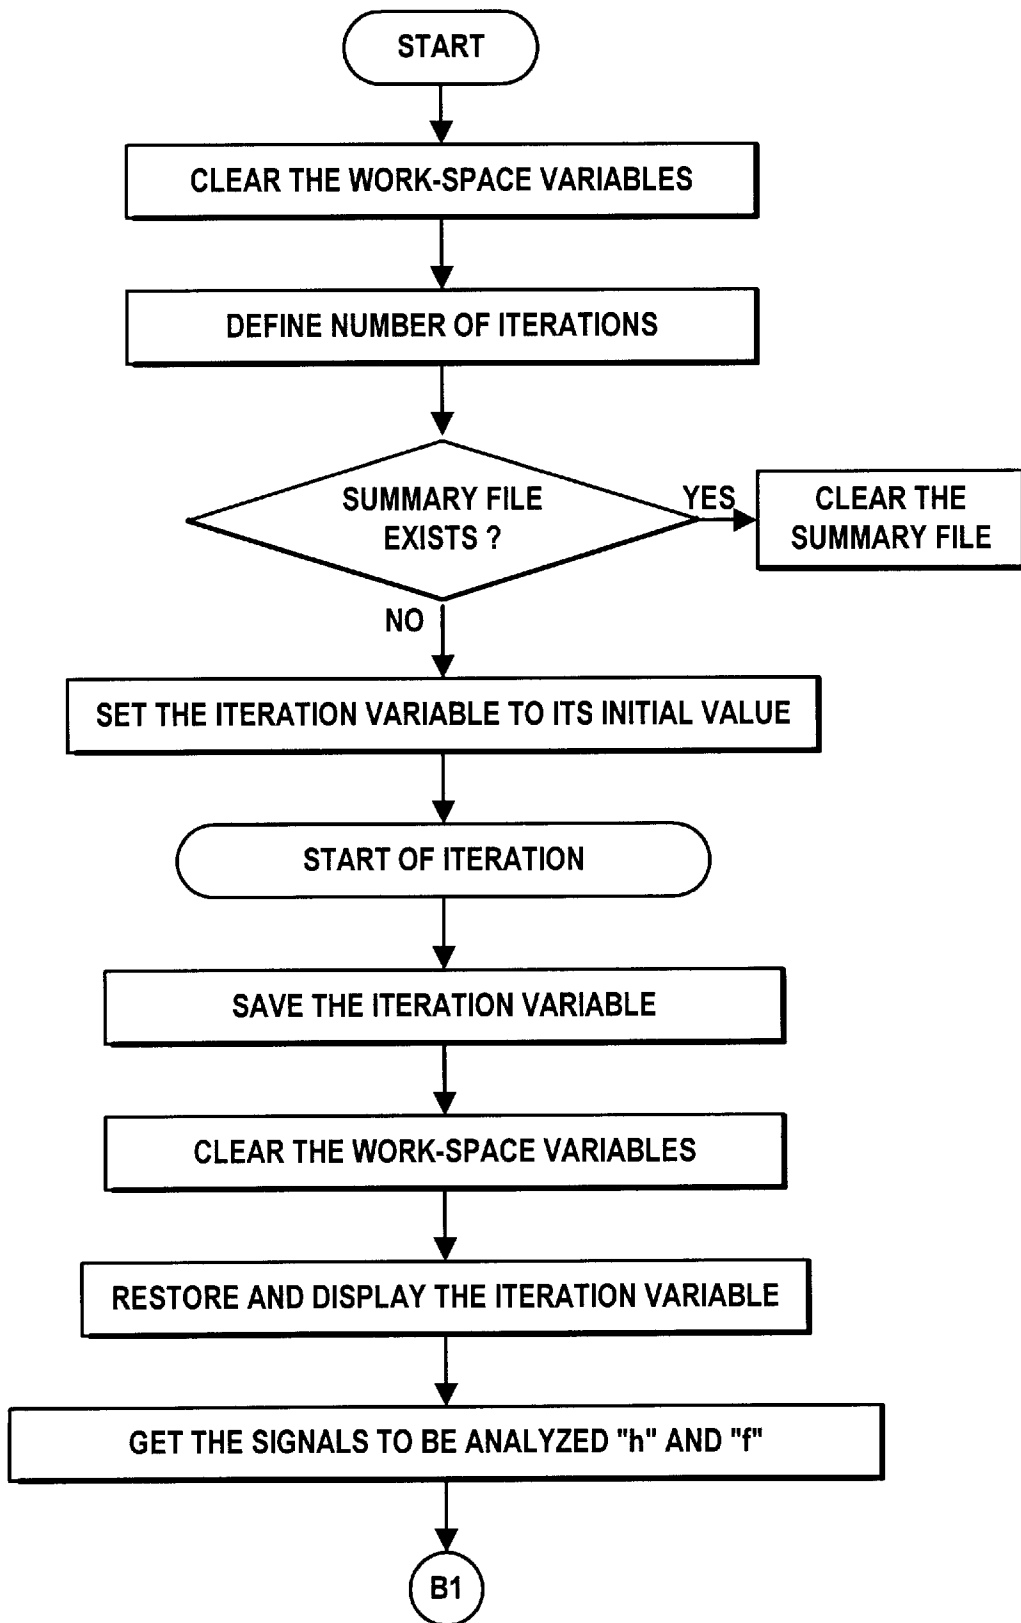 START
CLEAR THE WORK-SPACE VARIABLES
DEFINE NUMBER OF ITERATIONS
SUMMARY FILE
EXISTS ?
YES
CLEAR THE
SUMMARY FILE
NO
SET THE ITERATION VARIABLE TO ITS INITIAL VALUE
START OF ITERATION
SAVE THE ITERATION VARIABLE
CLEAR THE WORK-SPACE VARIABLES
RESTORE AND DISPLAY THE ITERATION VARIABLE
GET THE SIGNALS TO BE ANALYZED "h" AND "f"
B1